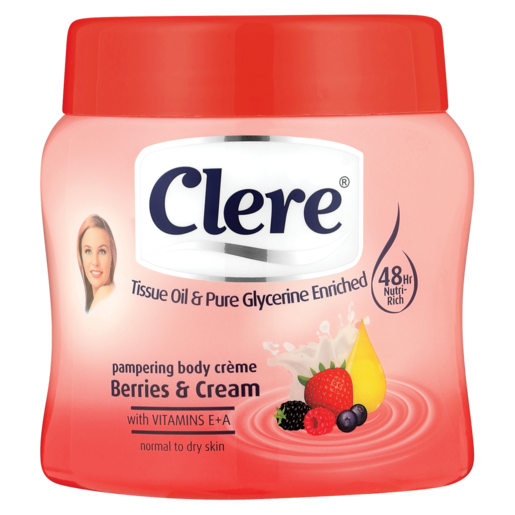 Clere®
Tissue Oil & Pure Glycerine Enriched
48Hr
Nutri-
Rich
pampering body crème
Berries & Cream
with VITAMINS E+A
normal to dry skin